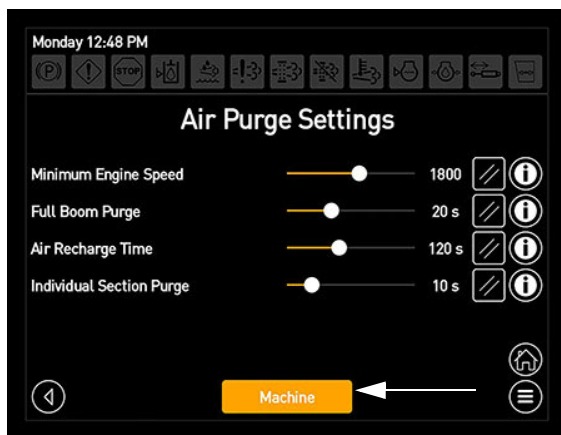 Monday 12:48 PM
(P) STOP
Air Purge Settings
Minimum Engine Speed 1800 i
Full Boom Purge 20 s i
Air Recharge Time 120 s i
Individual Section Purge 10 s i
Machine